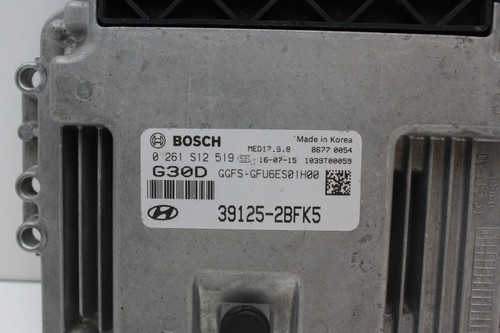 BOSCH MED17.9.8 Made in Korea
8677 0054
0 261 S12 519 16-07-15 1039T00059
G30D GGFS-GFU6ES01H00
39125-2BFK5